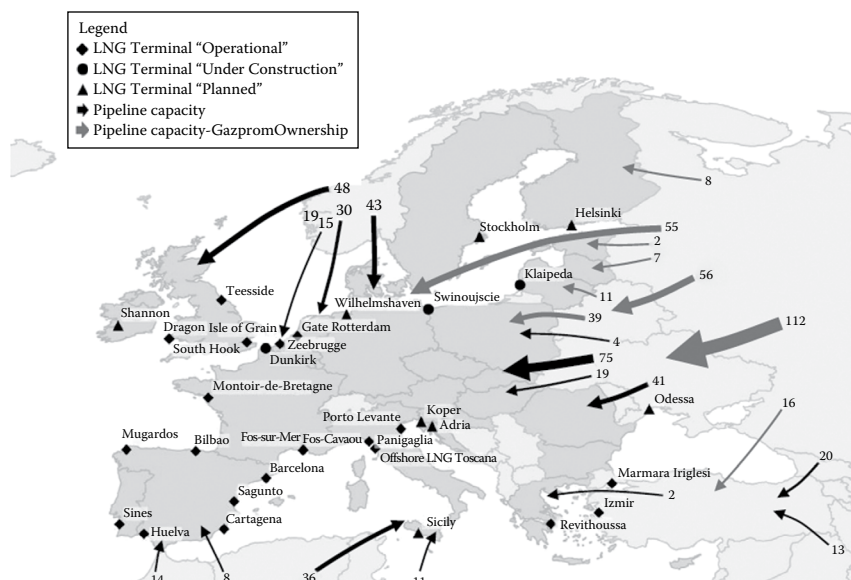 Legend
LNG Terminal “Operational”
LNG Terminal “Under Construction”
LNG Terminal “Planned”
Pipeline capacity
Pipeline capacity-GazpromOwnership
8
48
19
15
30
43
Helsinki
Stockholm
55
2
7
56
Klaipeda
11
Teesside
Wilhelmshaven
Swinoujscie
39
112
Shannon
Dragon
Isle of Grain
Gate Rotterdam
South Hook
Zeebrugge
4
Dunkirk
75
19
41
Montoir-de-Bretagne
Odessa
16
Porto Levante
Koper
Adria
Mugardos
Bilbao
Fos-sur-Mer
Fos-Cavaou
Panigaglia
Offshore LNG Toscana
20
Barcelona
Marmara Iriglesi
Sagunto
2
Izmir
Sines
Huelva
Cartagena
Sicily
Revithoussa
13
14
8
36
11